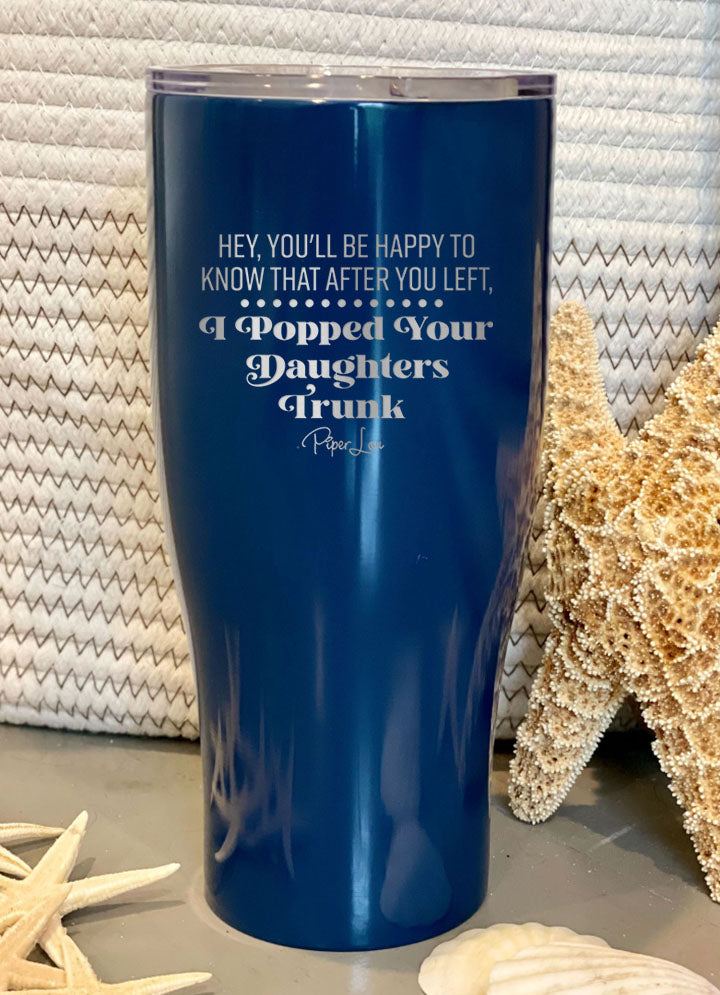 HEY, YOU'LL BE HAPPY TO
KNOW THAT AFTER YOU LEFT,
I Popped Your
Daughters
Trunk
Piper Lou